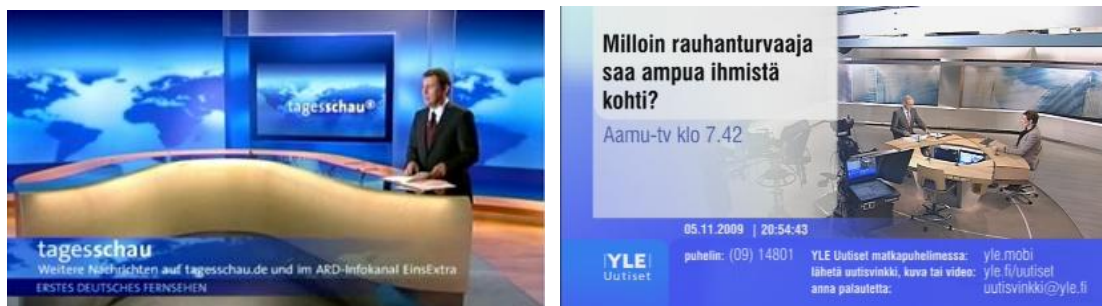 tagesschau®
tagesschau
Weitere Nachrichten auf tagesschau.de und im ARD-Infokanal EinsExtra
ERSTES DEUTSCHES FERNSEHEN
Milloin rauhanturvaaja
saa ampua ihmistä
kohti?
Aamu-tv klo 7.42
05.11.2009 | 20:54:43
YLE
Uutiset
puhelin: (09) 14801
YLE Uutiset matkapuhelimessa: yle.mobi
lähetä uutisvinkki, kuva tai video: yle.fi/uutiset
anna palautetta: uutisvinkki@yle.fi